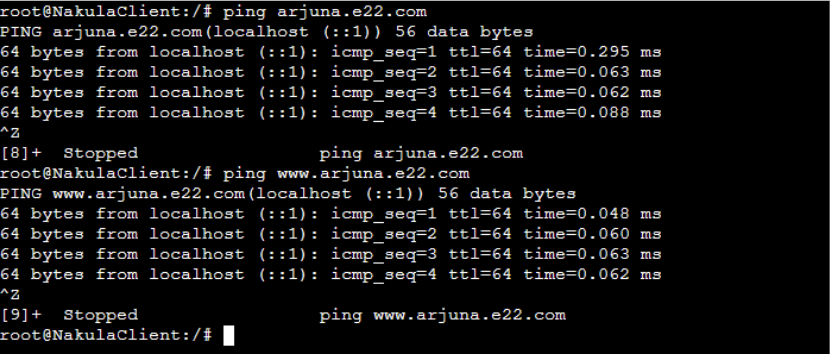 root@NakulaClient:/# ping arjuna.e22.com
PING arjuna.e22.com(localhost (::1)) 56 data bytes
64 bytes from localhost (::1): icmp_seq=1 ttl=64 time=0.295 ms
64 bytes from localhost (::1): icmp_seq=2 ttl=64 time=0.063 ms
64 bytes from localhost (::1): icmp_seq=3 ttl=64 time=0.062 ms
64 bytes from localhost (::1): icmp_seq=4 ttl=64 time=0.088 ms
^Z
[8]+  Stopped                 ping arjuna.e22.com
root@NakulaClient:/# ping www.arjuna.e22.com
PING www.arjuna.e22.com(localhost (::1)) 56 data bytes
64 bytes from localhost (::1): icmp_seq=1 ttl=64 time=0.048 ms
64 bytes from localhost (::1): icmp_seq=2 ttl=64 time=0.060 ms
64 bytes from localhost (::1): icmp_seq=3 ttl=64 time=0.063 ms
64 bytes from localhost (::1): icmp_seq=4 ttl=64 time=0.062 ms
^Z
[9]+  Stopped                 ping www.arjuna.e22.com
root@NakulaClient:/#